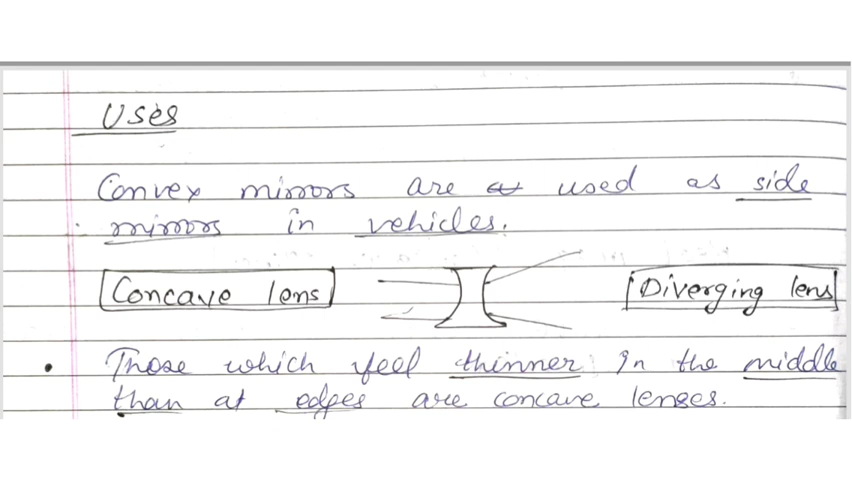 Uses
Convex mirrors are used as side
mirrors in vehicles.
Concave lens Diverging lens
• Those which feel thinner in the middle
than at edges are concave lenses.